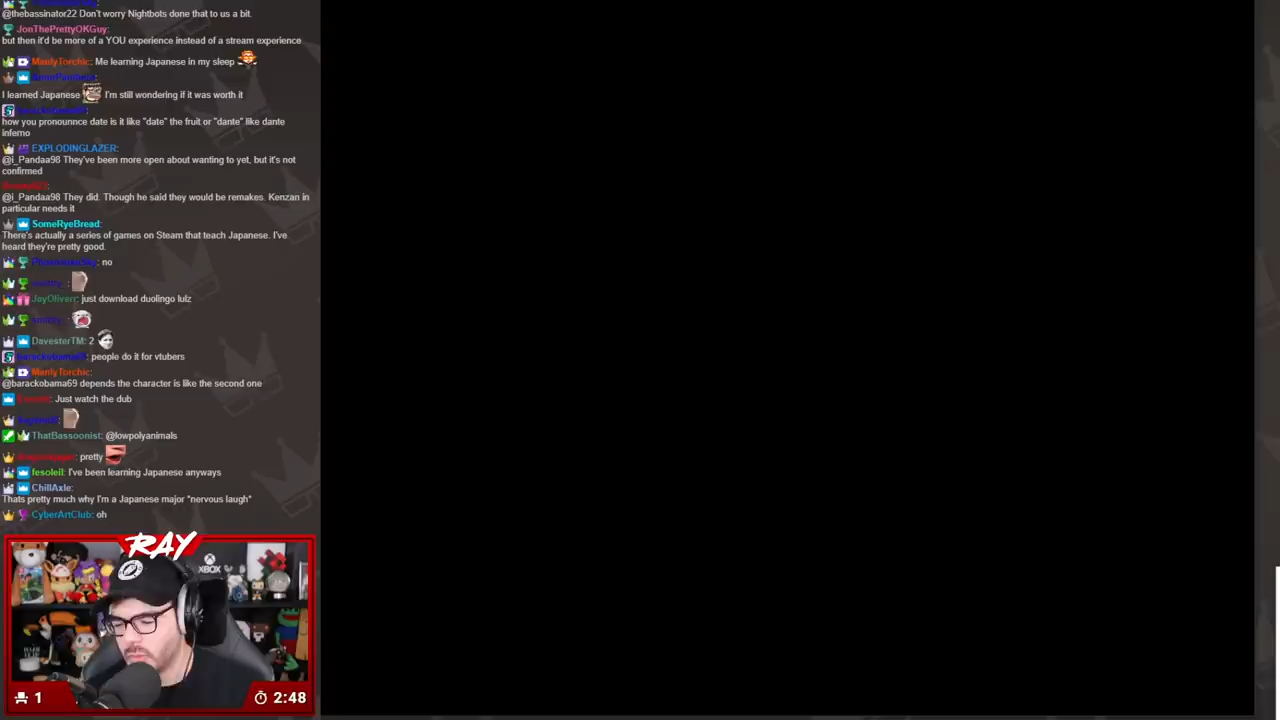 @thebassinator22 Don't worry Nightbots done that to us a bit.
JonThePrettyOKGuy:
but then it'd be more of a YOU experience instead of a stream experience
ManlyTorchic: Me learning Japanese in my sleep
I learned Japanese I'm still wondering if it was worth it
how you pronounnce date is it like "date" the fruit or "dante" like dante
inferno
EXPLODINGLAZER:
@i_Pandaa98 They've been more open about wanting to yet, but it's not
confirmed
@i_Pandaa98 They did. Though he said they would be remakes. Kenzan in
particular needs it
SomeRyeBread:
There's actually a series of games on Steam that teach Japanese. I've
heard they're pretty good.
no
JayOliverr: just download duolingo lulz
DavesterTM: 2
barackobama69: people do it for vtubers
ManlyTorchic:
@barackobama69 depends the character is like the second one
Just watch the dub
ThatBassoonist: @lowpolyanimals
pretty
fesoleil: I've been learning Japanese anyways
ChillAxle:
Thats pretty much why I'm a Japanese major *nervous laugh*
CyberArtClub: oh
RAY
XBOX
1
2:48